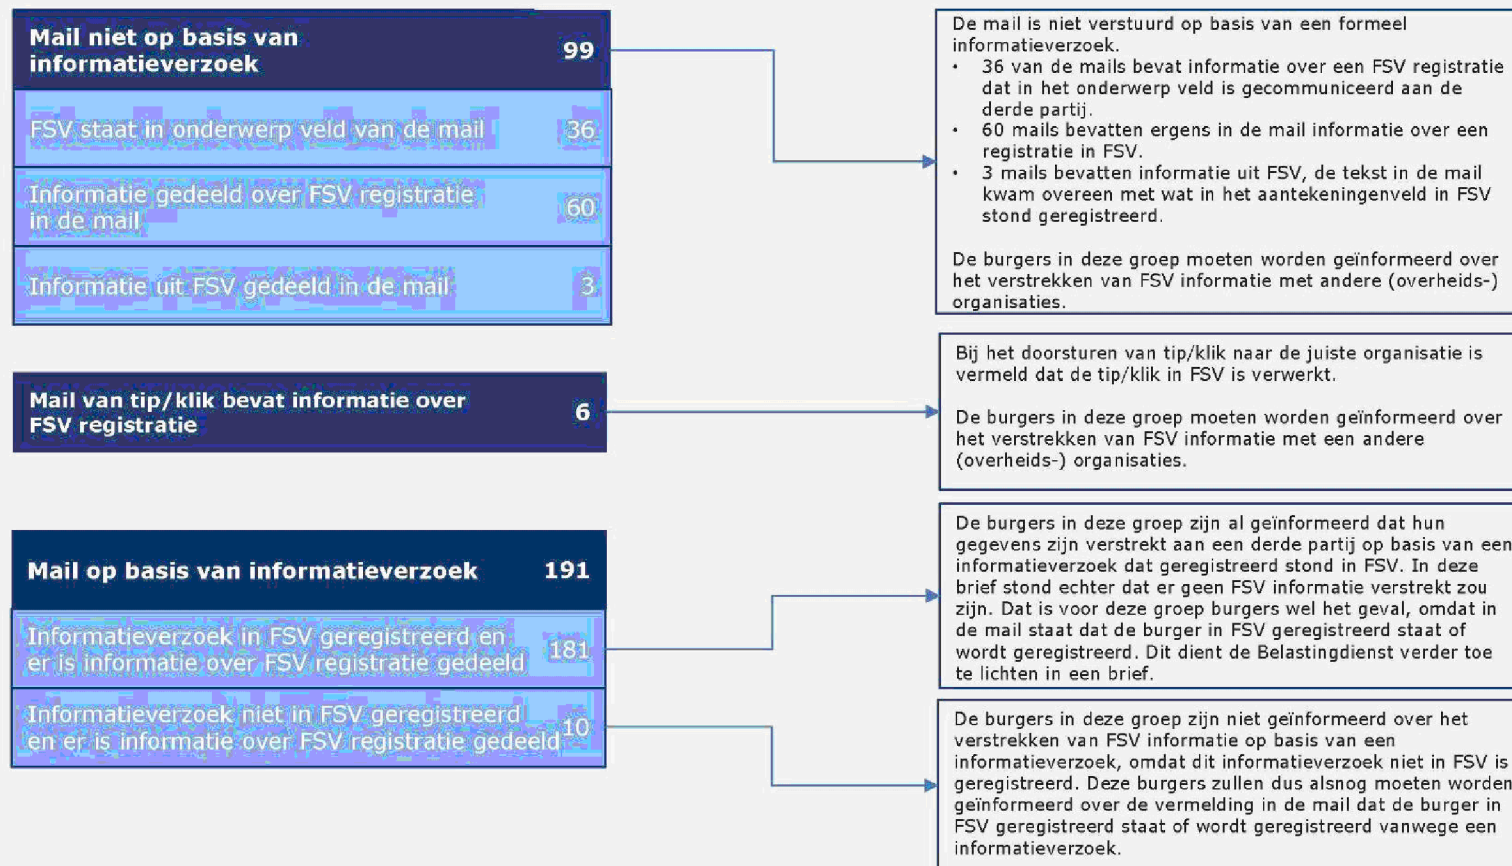 Mail niet op basis van
informatieverzoek
99
FSV staat in onderwerp veld van de mail
36
Informatie gedeeld over FSV registratie
in de mail
60
Informatie uit FSV gedeeld in de mail
3
De mail is niet verstuurd op basis van een formeel
informatieverzoek.
• 36 van de mails bevat informatie over een FSV registratie
dat in het onderwerp veld is gecommuniceerd aan de
derde partij.
• 60 mails bevatten ergens in de mail informatie over een
registratie in FSV.
• 3 mails bevatten informatie uit FSV, de tekst in de mail
kwam overeen met wat in het aantekeningenveld in FSV
stond geregistreerd.
De burgers in deze groep moeten worden geïnformeerd over
het verstrekken van FSV informatie met andere (overheids-)
organisaties.
Mail van tip/klik bevat informatie over
FSV registratie
6
Bij het doorsturen van tip/klik naar de juiste organisatie is
vermeld dat de tip/klik in FSV is verwerkt.
De burgers in deze groep moeten worden geïnformeerd over
het verstrekken van FSV informatie met een andere
(overheids-) organisaties.
Mail op basis van informatieverzoek
191
Informatieverzoek in FSV geregistreerd en
er is informatie over FSV registratie gedeeld
181
Informatieverzoek niet in FSV geregistreerd
en er is informatie over FSV registratie gedeeld
10
De burgers in deze groep zijn al geïnformeerd dat hun
gegevens zijn verstrekt aan een derde partij op basis van een
informatieverzoek dat geregistreerd stond in FSV. In deze
brief stond echter dat er geen FSV informatie verstrekt zou
zijn. Dat is voor deze groep burgers wel het geval, omdat in
de mail staat dat de burger in FSV geregistreerd staat of
wordt geregistreerd. Dit dient de Belastingdienst verder toe
te lichten in een brief.
De burgers in deze groep zijn niet geïnformeerd over het
verstrekken van FSV informatie op basis van een
informatieverzoek, omdat dit informatieverzoek niet in FSV is
geregistreerd. Deze burgers zullen dus alsnog moeten worden
geïnformeerd over de vermelding in de mail dat de burger in
FSV geregistreerd staat of wordt geregistreerd vanwege een
informatieverzoek.